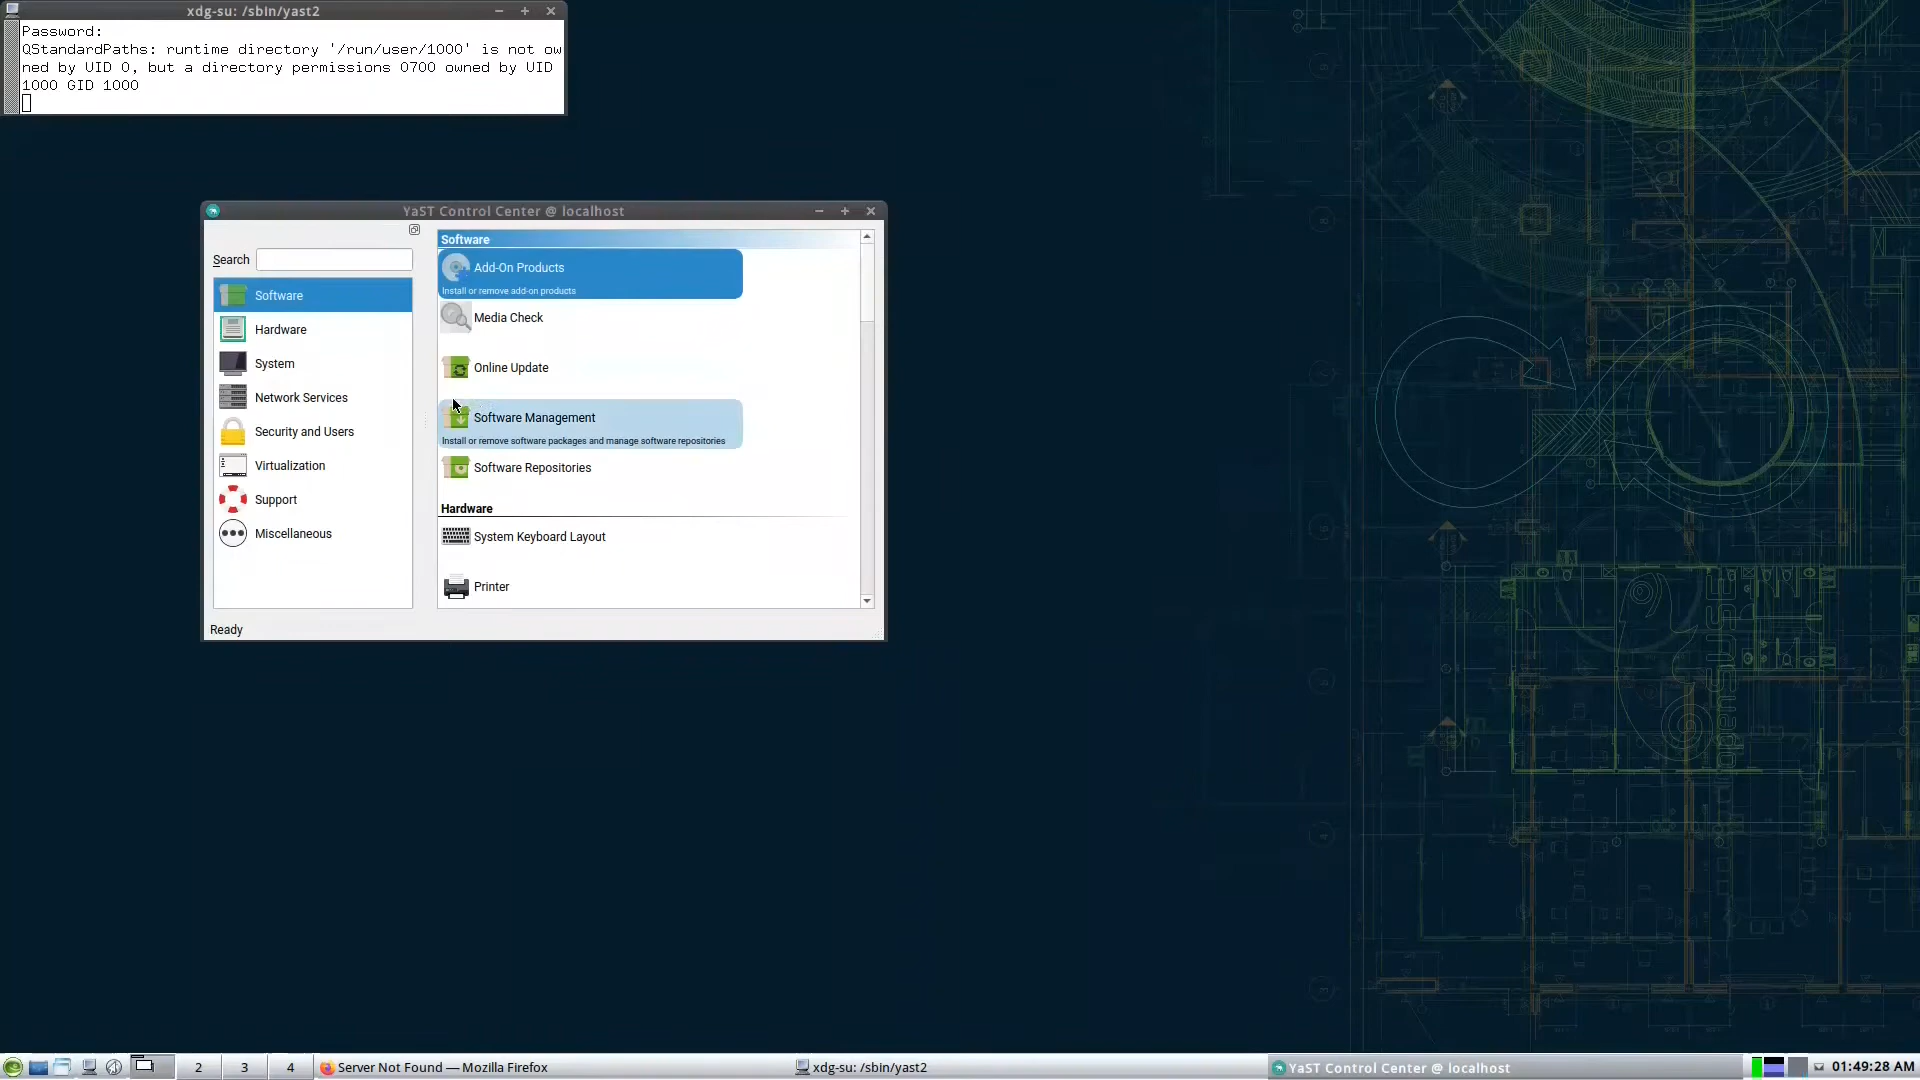 xdg-su: /sbin/yast2
Password:
QStandardPaths: runtime directory '/run/user/1000' is not ow
ned by UID 0, but a directory permissions 0700 owned by UID
1000 GID 1000
YaST Control Center @ localhost
Search
Software
Hardware
System
Network Services
Security and Users
Virtualization
Support
Miscellaneous
Software
Add-On Products
Install or remove add-on products
Media Check
Online Update
Software Management
Install or remove software packages and manage software repositories
Software Repositories
Hardware
System Keyboard Layout
Printer
Ready
2
3
4
Server Not Found — Mozilla Firefox
xdg-su: /sbin/yast2
YaST Control Center @ localhost
01:49:28 AM